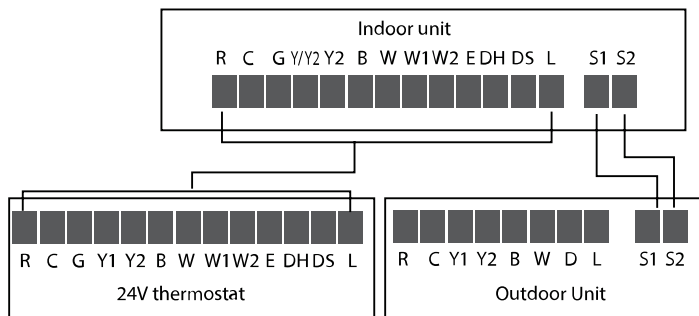 Indoor unit
R C G Y/Y2 Y2 B W W1 W2 E DH DS L S1 S2
R C G Y1 Y2 B W W1 W2 E DH DS L
24V thermostat
R C Y1 Y2 B W D L S1 S2
Outdoor Unit